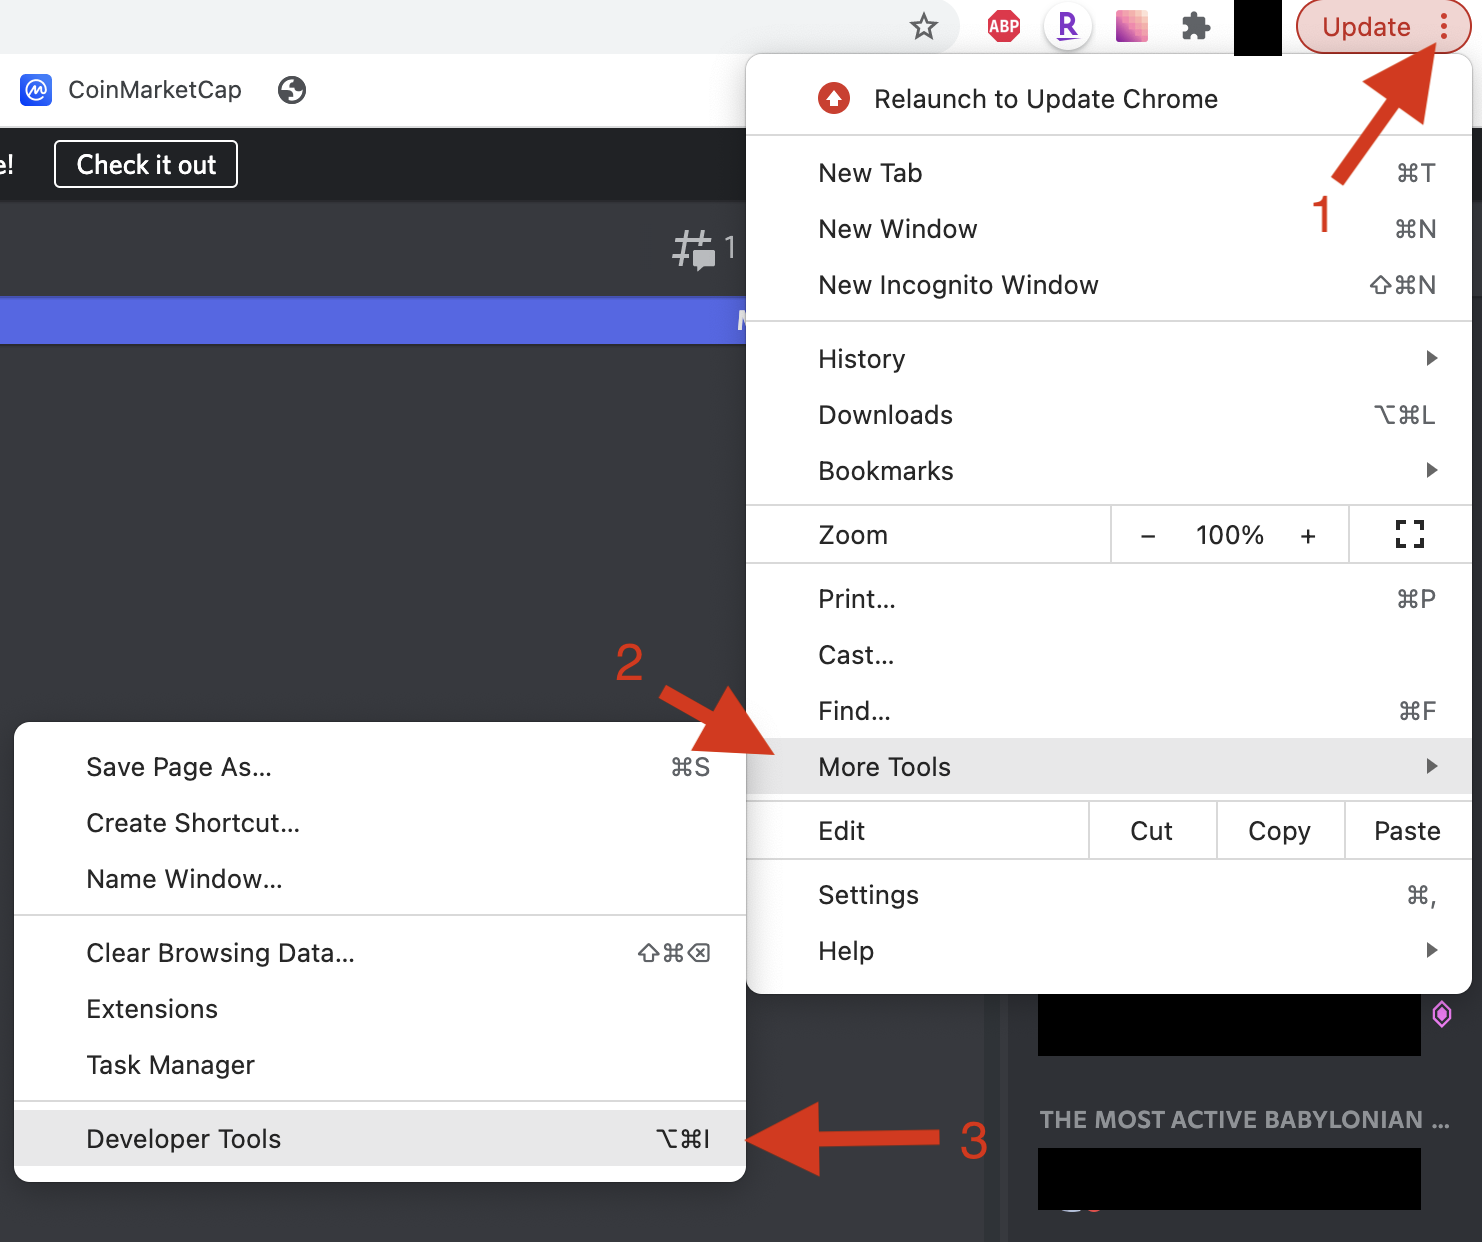 ABP
R
Update
CoinMarketCap
Relaunch to Update Chrome
e!
Check it out
New Tab ⌘T
1
New Window ⌘N
1
New Incognito Window ⇧⌘N
History
Downloads ⌥⌘L
Bookmarks
Zoom − 100% +
Print... ⌘P
Cast...
2
Find... ⌘F
More Tools
Edit Cut Copy Paste
Settings ⌘,
Help
Save Page As... ⌘S
Create Shortcut...
Name Window...
Clear Browsing Data... ⇧⌘⌫
Extensions
Task Manager
Developer Tools ⌥⌘I
3
THE MOST ACTIVE BABYLONIAN ...